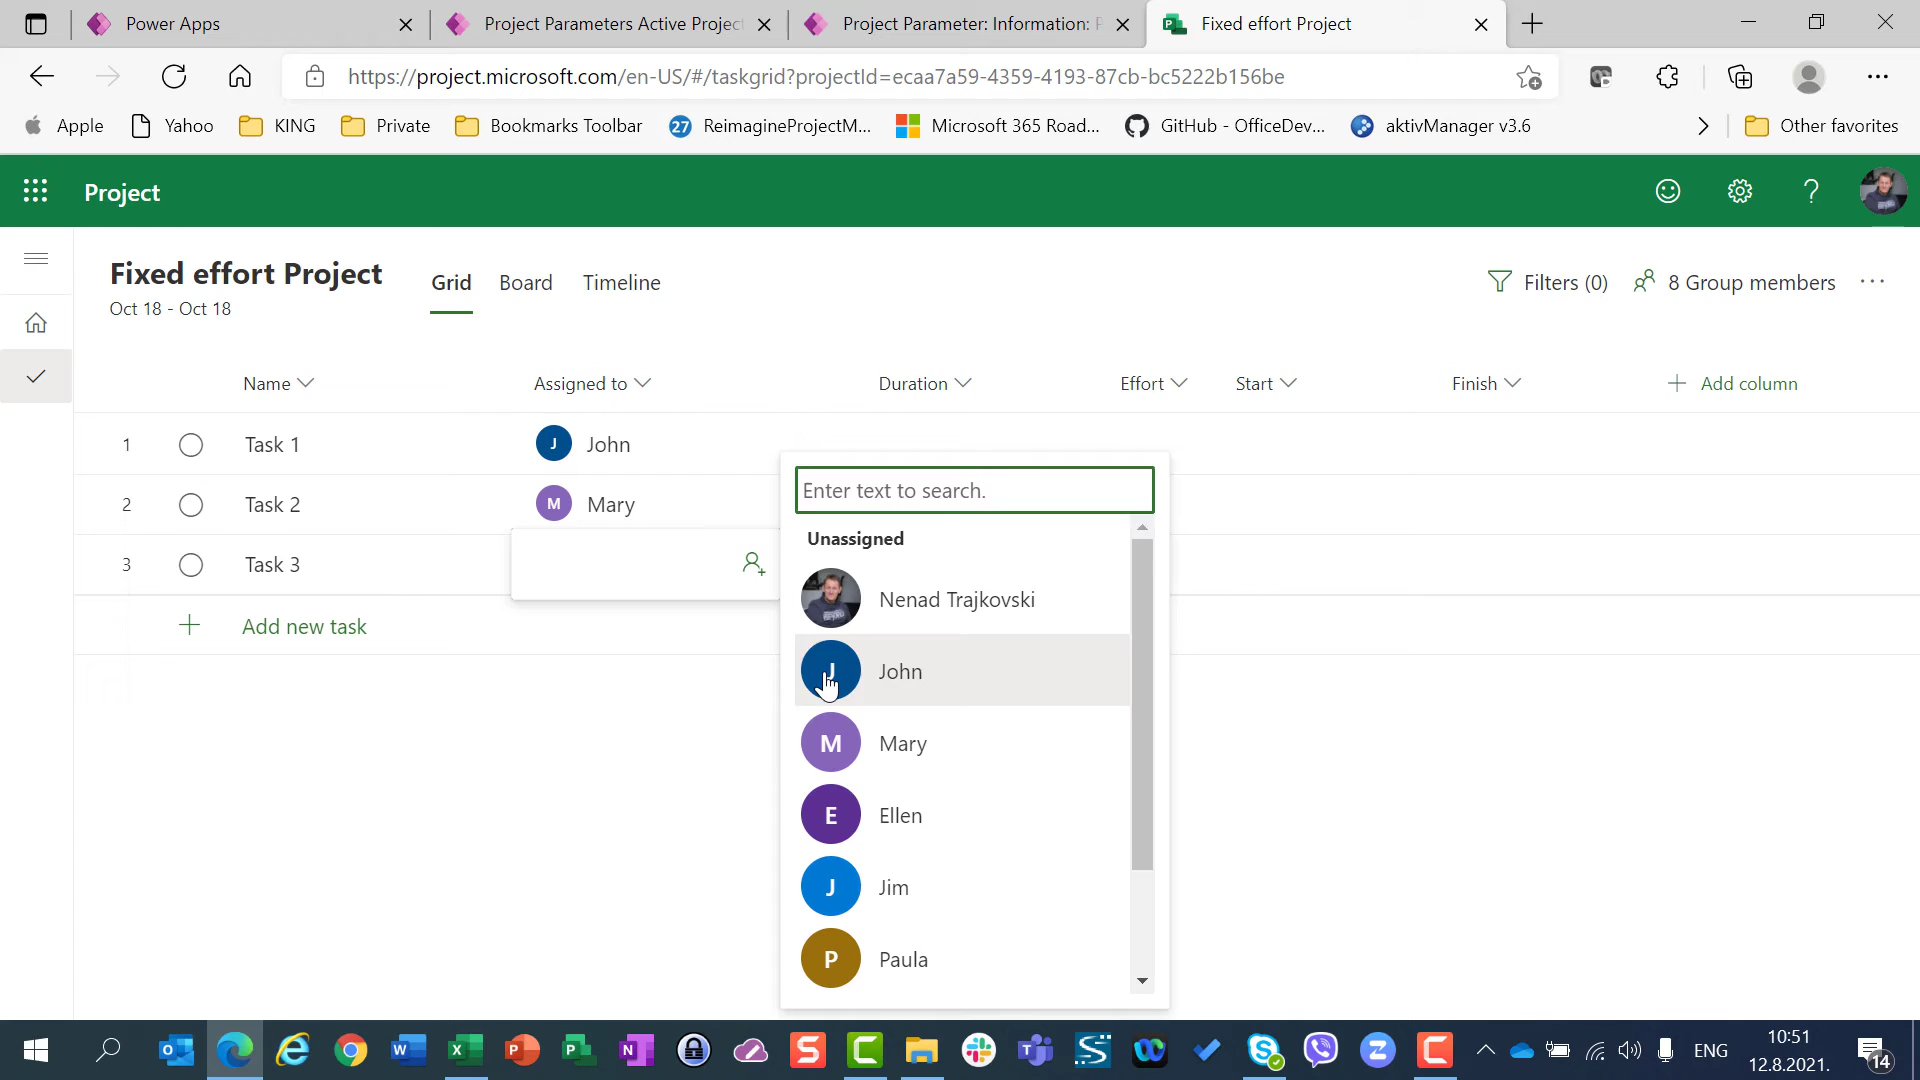 Power Apps
Project Parameters Active Project
Project Parameter: Information: P
Fixed effort Project
https://project.microsoft.com/en-US/#/taskgrid?projectId=ecaa7a59-4359-4193-87cb-bc5222b156be
Apple
Yahoo
KING
Private
Bookmarks Toolbar
27 ReimagineProjectM...
Microsoft 365 Road...
GitHub - OfficeDev...
aktivManager v3.6
Other favorites
Project
Fixed effort Project
Oct 18 - Oct 18
Grid
Board
Timeline
Filters (0)
8 Group members
Name
Assigned to
Duration
Effort
Start
Finish
Add column
1 Task 1 J John
2 Task 2 M Mary
3 Task 3
Add new task
Enter text to search.
Unassigned
Nenad Trajkovski
J John
M Mary
E Ellen
J Jim
P Paula
ENG
10:51
12.8.2021.
14